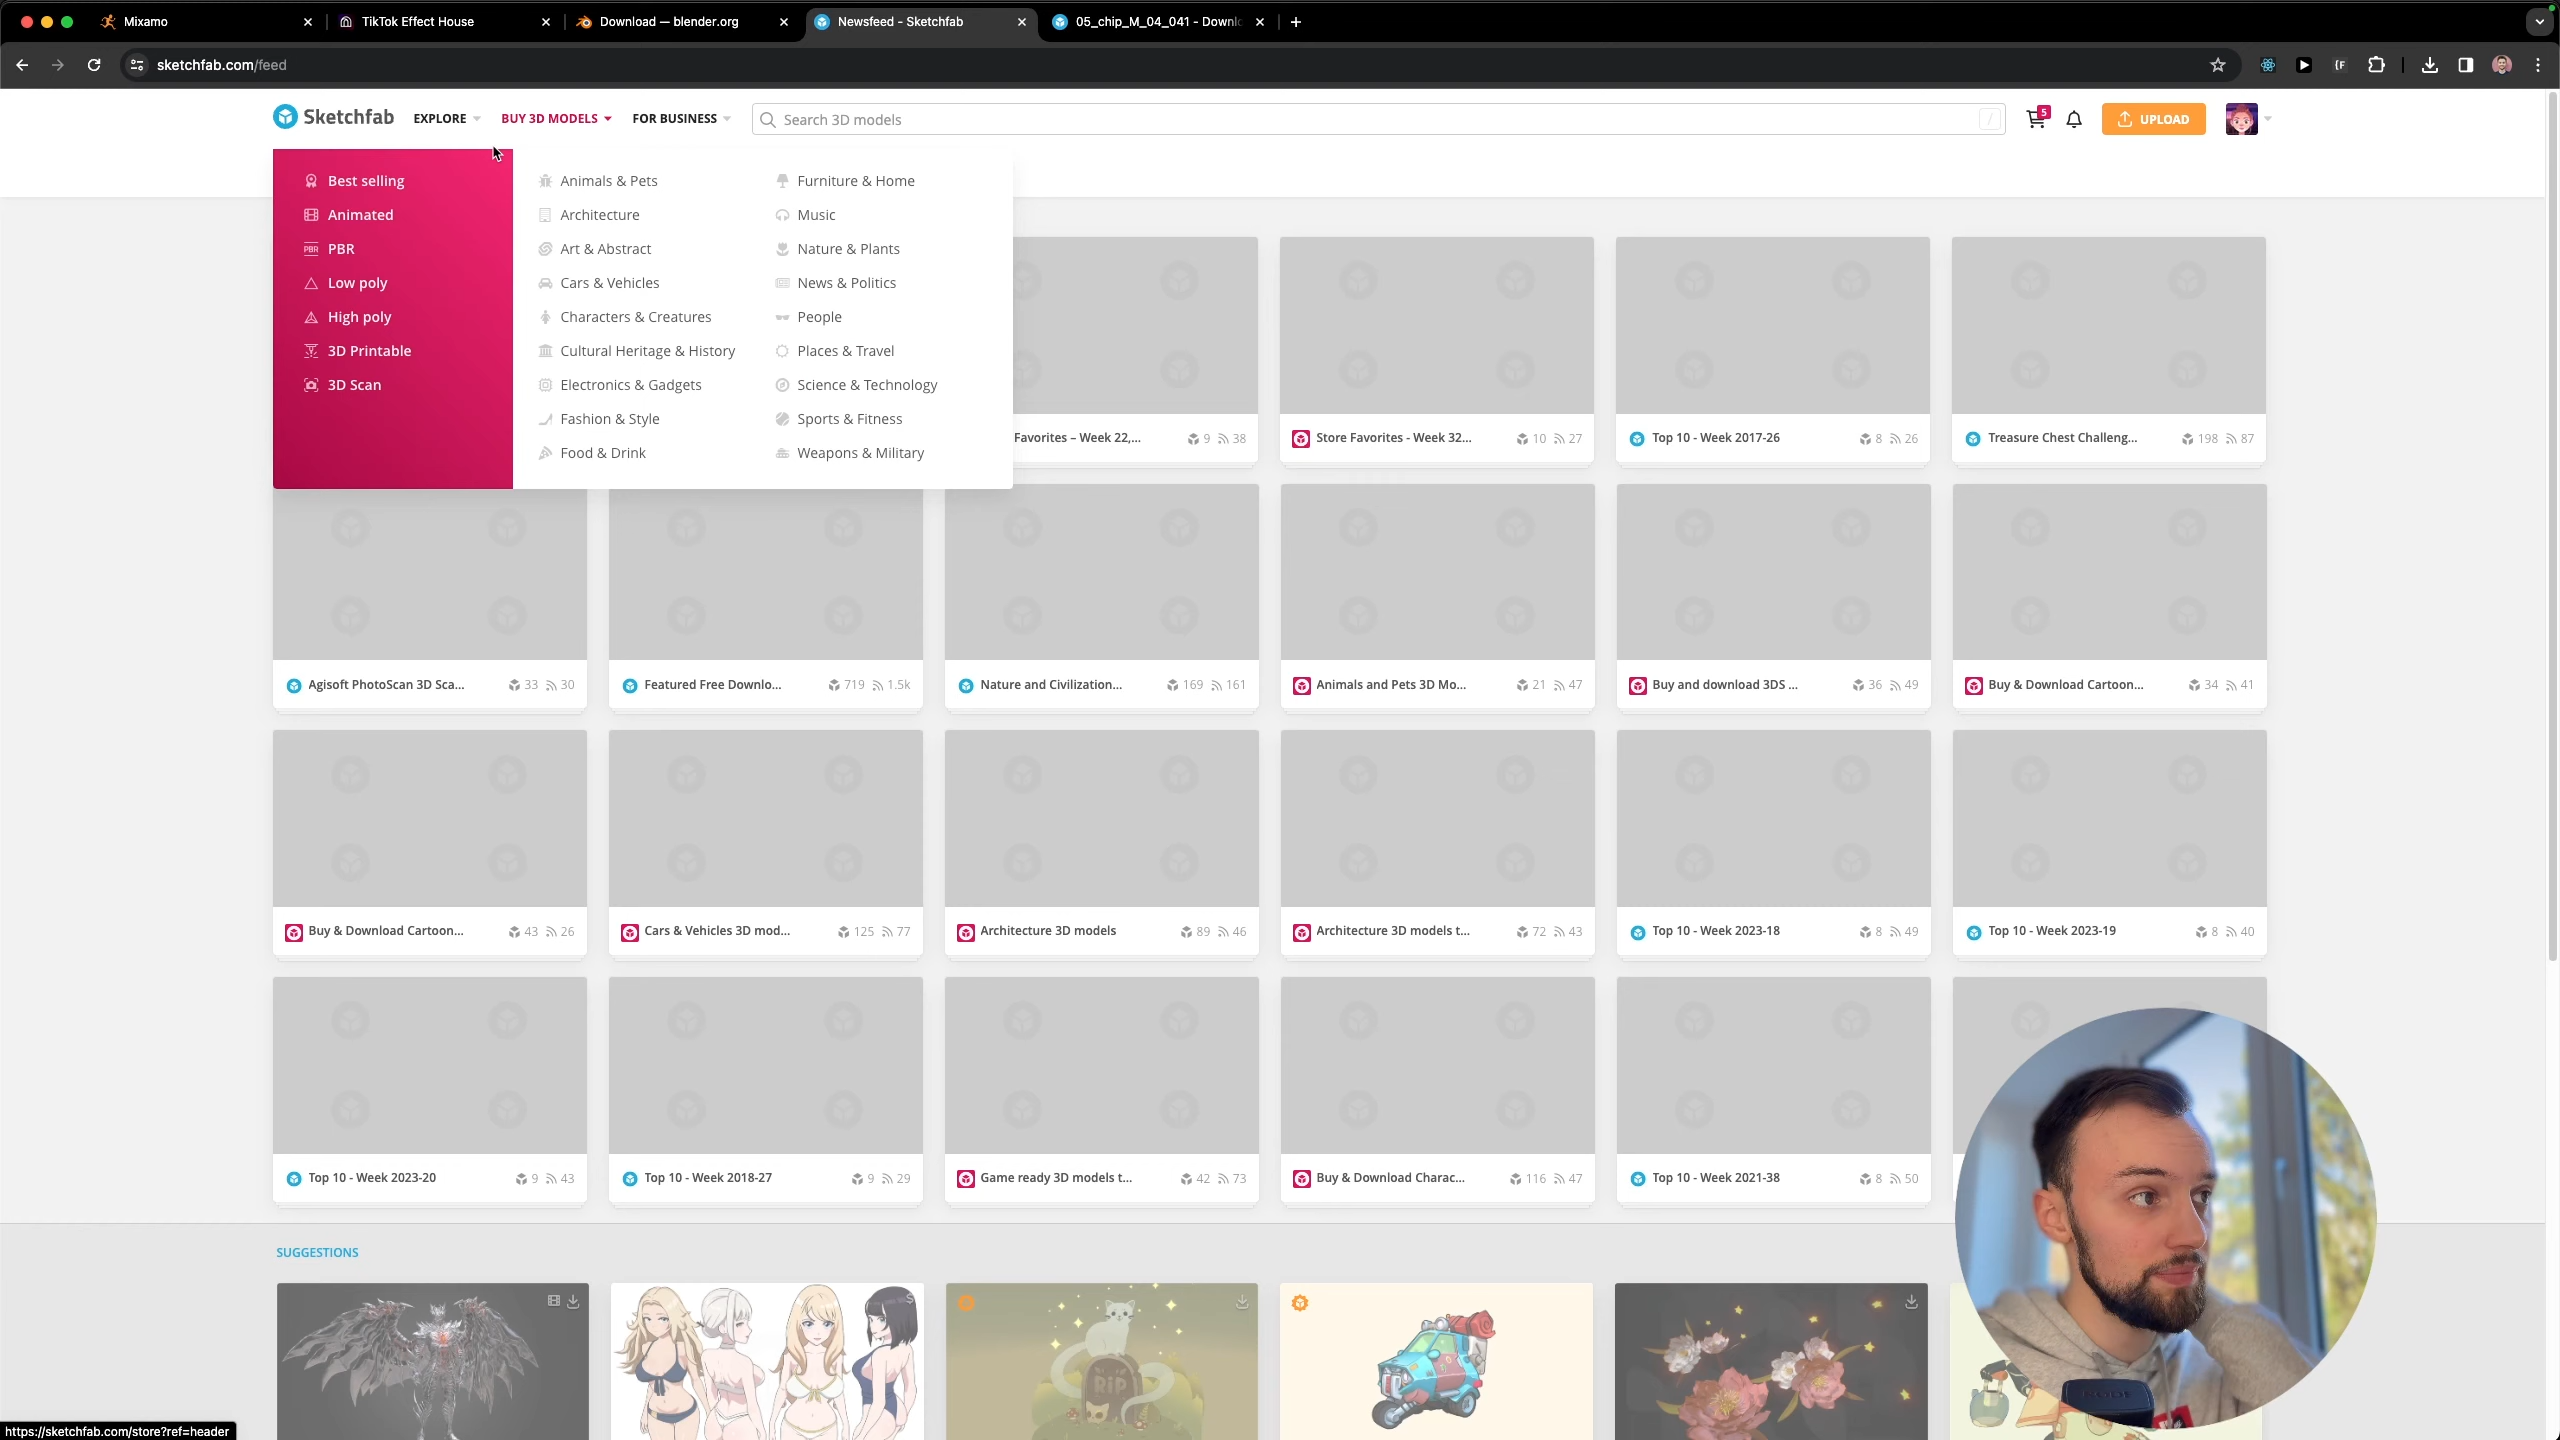 Mixamo
TikTok Effect House
Download — blender.org
Newsfeed - Sketchfab
05_chip_M_04_041 - Downlo
sketchfab.com/feed
Sketchfab
EXPLORE
BUY 3D MODELS
FOR BUSINESS
Search 3D models
/
5
UPLOAD
Best selling
Animated
PBR
PBR
Low poly
High poly
3D Printable
3D Scan
Animals & Pets
Architecture
Art & Abstract
Cars & Vehicles
Characters & Creatures
Cultural Heritage & History
Electronics & Gadgets
Fashion & Style
Food & Drink
Furniture & Home
Music
Nature & Plants
News & Politics
People
Places & Travel
Science & Technology
Sports & Fitness
Weapons & Military
Favorites – Week 22,... 9 38
Store Favorites - Week 32... 10 27
Top 10 - Week 2017-26 8 26
Treasure Chest Challeng... 198 87
Agisoft PhotoScan 3D Sca... 33 30
Featured Free Downlo... 719 1.5k
Nature and Civilization... 169 161
Animals and Pets 3D Mo... 21 47
Buy and download 3DS ... 36 49
Buy & Download Cartoon... 34 41
Buy & Download Cartoon... 43 26
Cars & Vehicles 3D mod... 125 77
Architecture 3D models 89 46
Architecture 3D models t... 72 43
Top 10 - Week 2023-18 8 49
Top 10 - Week 2023-19 8 40
Top 10 - Week 2023-20 9 43
Top 10 - Week 2018-27 9 29
Game ready 3D models t... 42 73
Buy & Download Charac... 116 47
Top 10 - Week 2021-38 8 50
SUGGESTIONS
RIP
RODE
https://sketchfab.com/store?ref=header